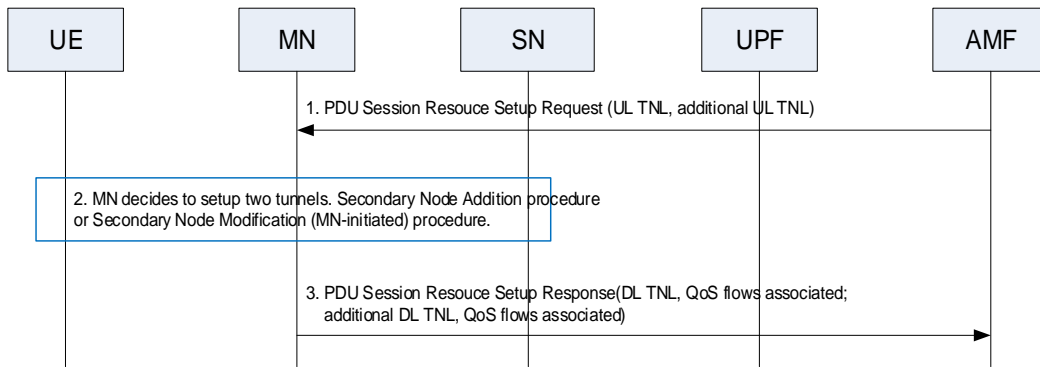 UE
MN
SN
UPF
AMF
1. PDU Session Resouce Setup Request (UL TNL, additional UL TNL)
2. MN decides to setup two tunnels. Secondary Node Addition procedure
or Secondary Node Modification (MN-initiated) procedure.
3. PDU Session Resouce Setup Response(DL TNL, QoS flows associated;
additional DL TNL, QoS flows associated)